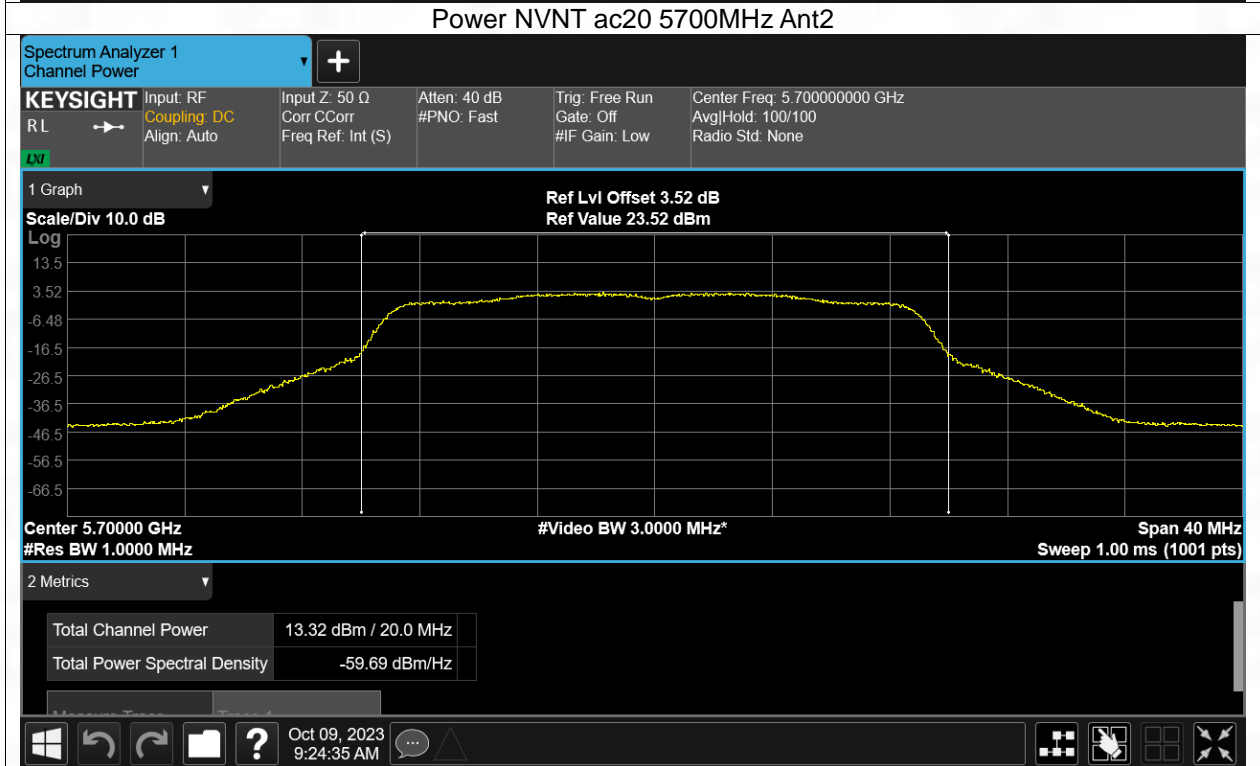 Power NVNT ac20 5700MHz Ant2
Spectrum Analyzer 1
Channel Power
+
KEYSIGHT
RL
LXI
Input: RF
Coupling: DC
Align: Auto
Input Z: 50 Ω
Corr CCorr
Freq Ref: Int (S)
Atten: 40 dB
#PNO: Fast
Trig: Free Run
Gate: Off
#IF Gain: Low
Center Freq: 5.700000000 GHz
Avg|Hold: 100/100
Radio Std: None
1 Graph
Scale/Div 10.0 dB
Ref Lvl Offset 3.52 dB
Ref Value 23.52 dBm
Log
13.5
3.52
-6.48
-16.5
-26.5
-36.5
-46.5
-56.5
-66.5
Center 5.70000 GHz
#Res BW 1.0000 MHz
#Video BW 3.0000 MHz*
Span 40 MHz
Sweep 1.00 ms (1001 pts)
2 Metrics
Total Channel Power 13.32 dBm / 20.0 MHz
Total Power Spectral Density -59.69 dBm/Hz
?
Oct 09, 2023
9:24:35 AM